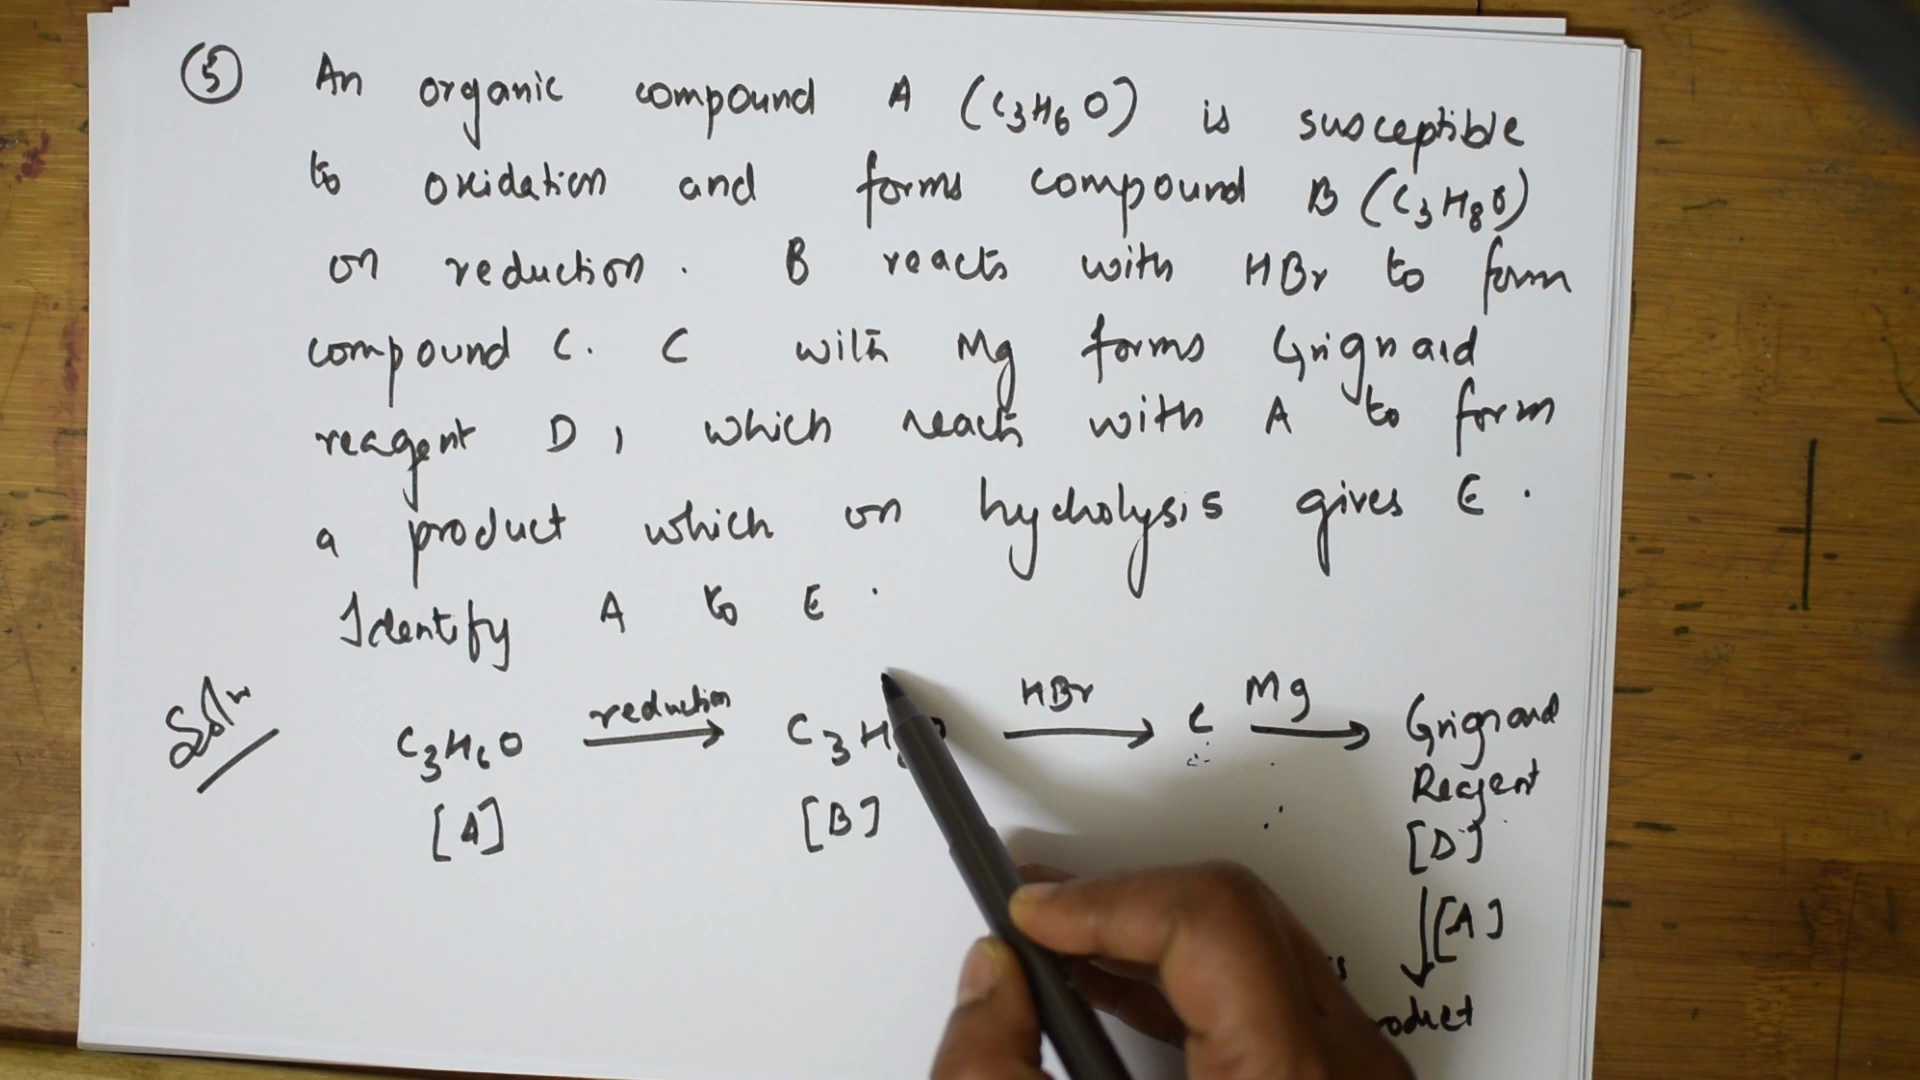 ⑤ An organic compound A (C3H6O) is susceptible
to oxidation and forms compound B (C3H8O)
on reduction. B reacts with HBr to form
compound C. C with Mg forms Grignard
reagent D, which reacts with A to form
a product which on hydrolysis gives E.
Identify A to E.
Soln
C3H6O reduction → C3H HBr → C Mg → Grignard
Reagent
[A] [B] [D]
↓ [A]